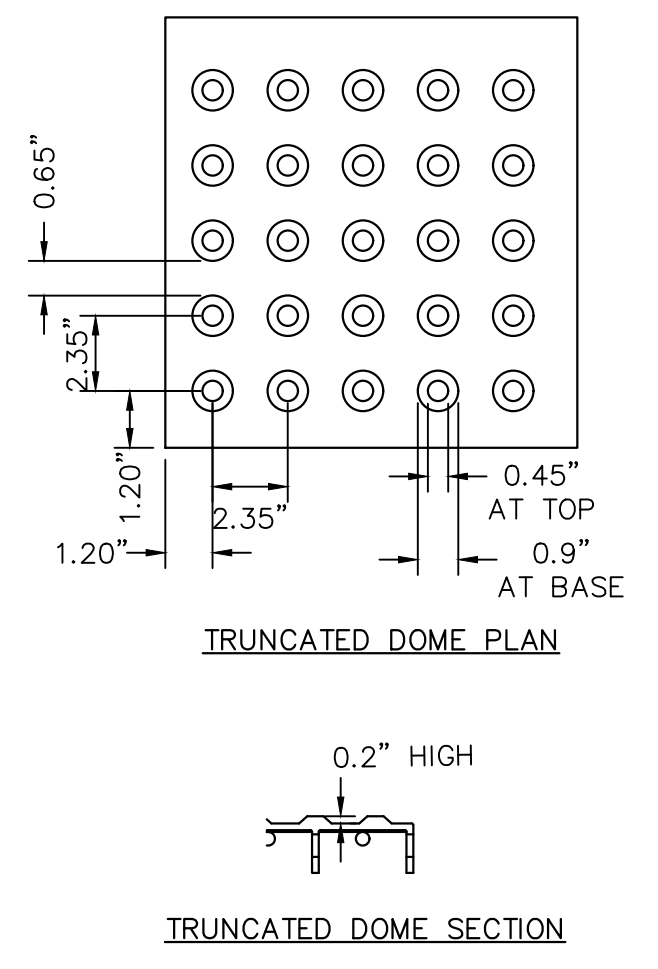 0.65”
2.35”
1.20”
2.35”
1.20”
0.45”
AT TOP
0.9”
AT BASE
TRUNCATED DOME PLAN
0.2” HIGH
TRUNCATED DOME SECTION